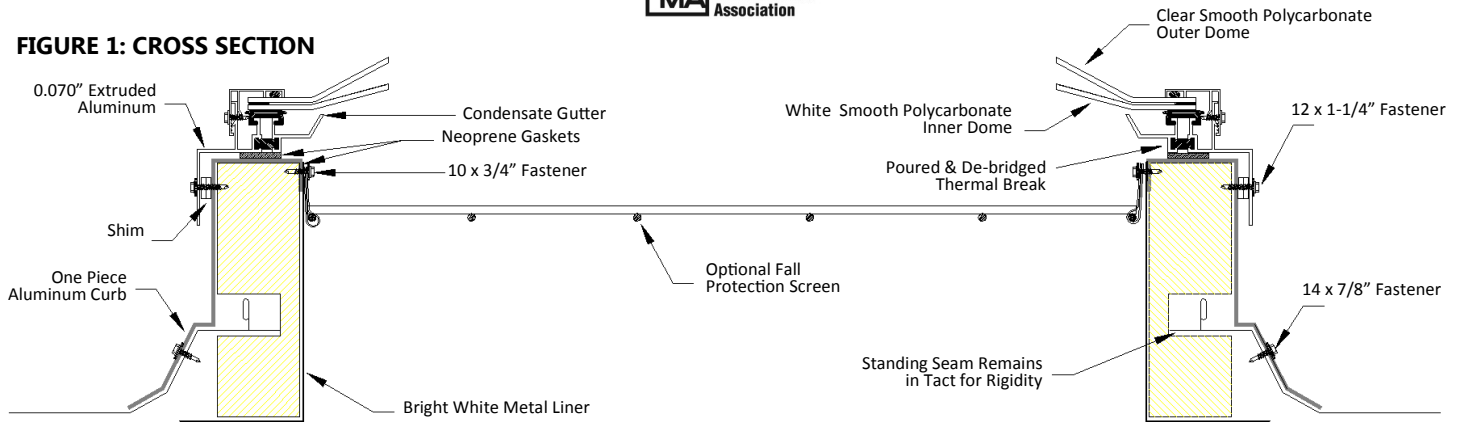 MA
Association
FIGURE 1: CROSS SECTION
0.070” Extruded
Aluminum
Condensate Gutter
Neoprene Gaskets
10 x 3/4” Fastener
Shim
One Piece
Aluminum Curb
Bright White Metal Liner
Optional Fall
Protection Screen
Clear Smooth Polycarbonate
Outer Dome
White  Smooth Polycarbonate
Inner Dome
12 x 1-1/4” Fastener
Poured & De-bridged
Thermal Break
14 x 7/8” Fastener
Standing Seam Remains
in Tact for Rigidity